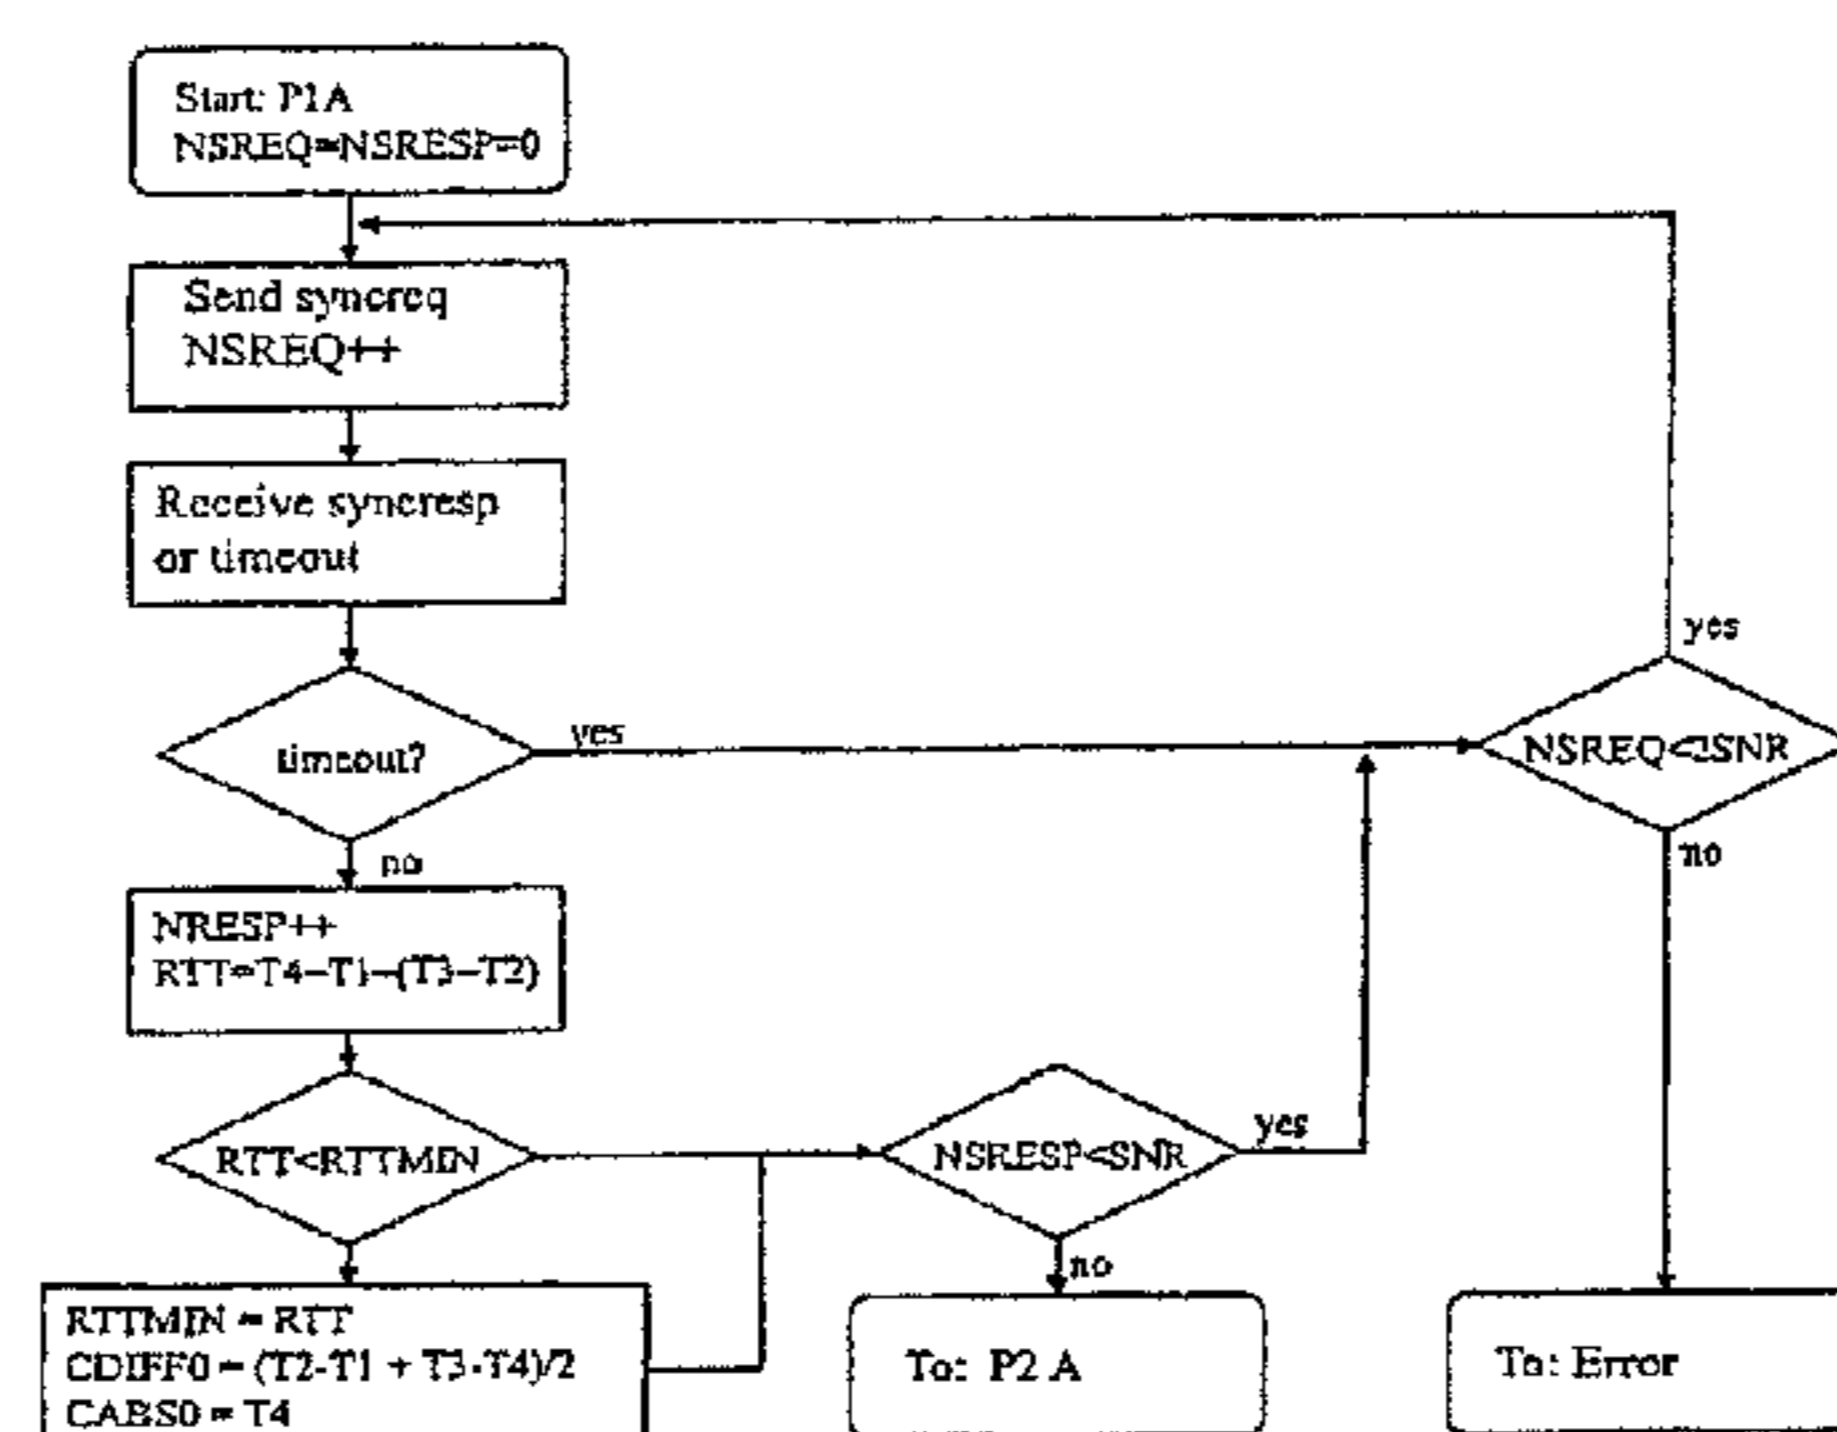 Start: P1A
NSREQ=NSRESP=0
Send syncreq
NSREQ++
Receive syncresp
or timeout
yes
timeout?
yes
NSREQ<2SNR
no
no
NRESP++
RTT=T4-T1-(T3-T2)
RTT<RTTMIN
NSRESP<SNR
yes
no
RTTMIN = RTT
CDIFF0 = (T2-T1 + T3-T4)/2
CABS0 = T4
To: P2A
To: Error